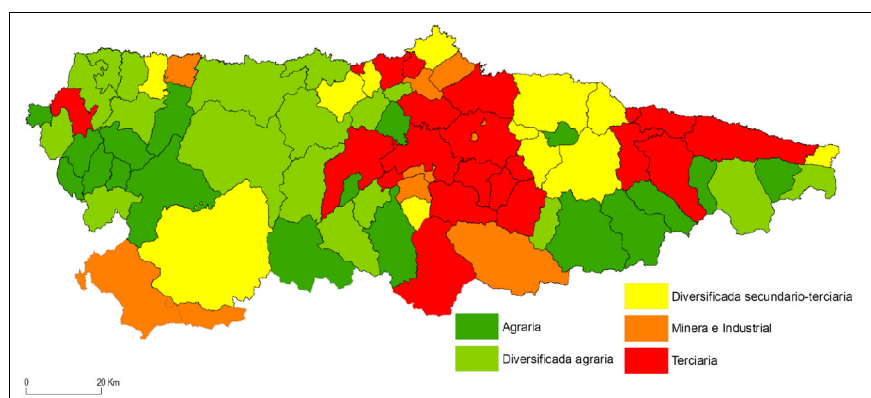 Diversificada secundario-terciaria
Agraria
Minera e Industrial
Diversificada agraria
Terciaria
0 20 Km